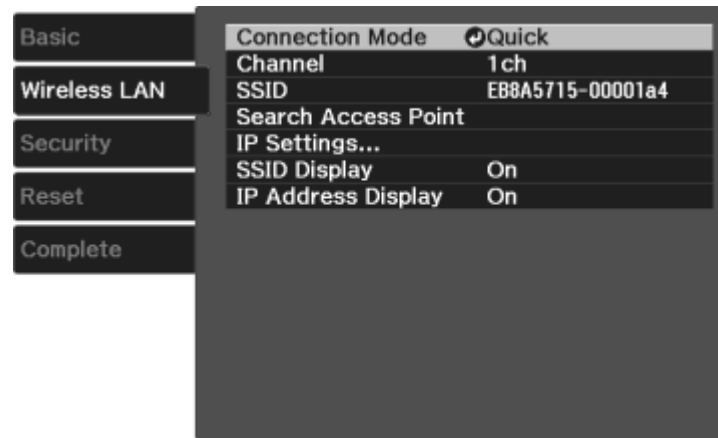 Basic
Wireless LAN
Security
Reset
Complete
Connection Mode Quick
Channel 1ch
SSID EB8A5715-00001a4
Search Access Point
IP Settings...
SSID Display On
IP Address Display On